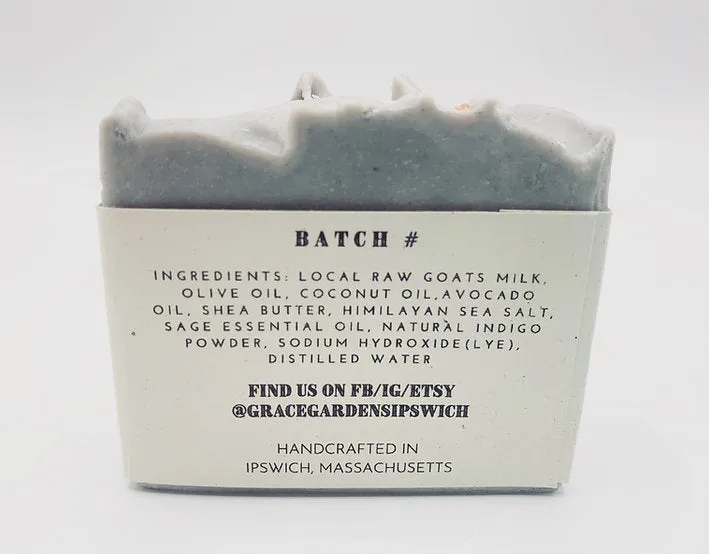 BATCH #
INGREDIENTS: LOCAL RAW GOATS MILK,
OLIVE OIL, COCONUT OIL,AVOCADO
OIL, SHEA BUTTER, HIMILAYAN SEA SALT,
SAGE ESSENTIAL OIL, NATURAL INDIGO
POWDER, SODIUM HYDROXIDE(LYE),
DISTILLED WATER
FIND US ON FB/IG/ETSY
@GRACEGARDENSIPSWICH
HANDCRAFTED IN
IPSWICH, MASSACHUSETTS